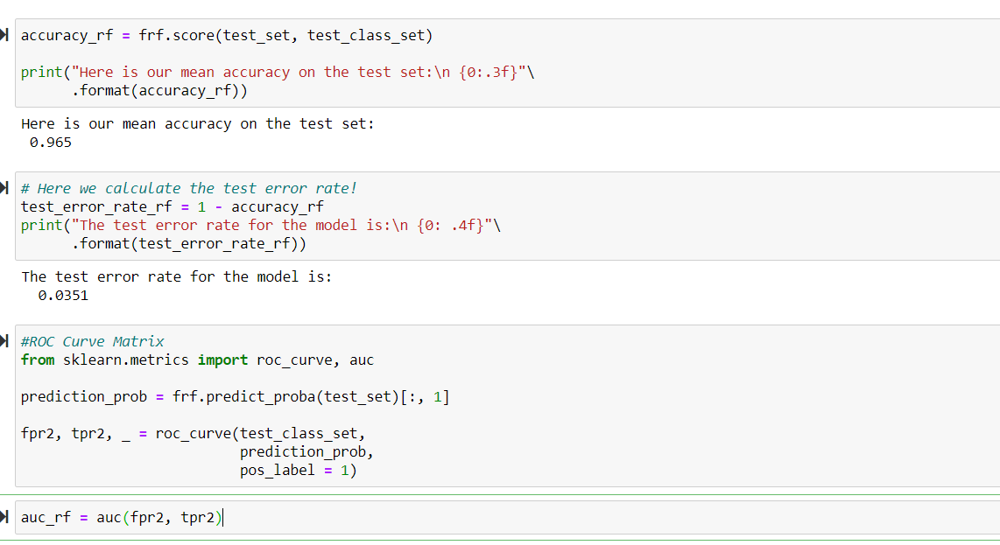 accuracy_rf = frf.score(test_set, test_class_set)
print("Here is our mean accuracy on the test set:\n {0:.3f}"\
      .format(accuracy_rf))
Here is our mean accuracy on the test set:
 0.965
# Here we calculate the test error rate!
test_error_rate_rf = 1 - accuracy_rf
print("The test error rate for the model is:\n {0: .4f}"\
      .format(test_error_rate_rf))
The test error rate for the model is:
  0.0351
#ROC Curve Matrix
from sklearn.metrics import roc_curve, auc
prediction_prob = frf.predict_proba(test_set)[:, 1]
fpr2, tpr2, _ = roc_curve(test_class_set,
                          prediction_prob,
                          pos_label = 1)
auc_rf = auc(fpr2, tpr2)